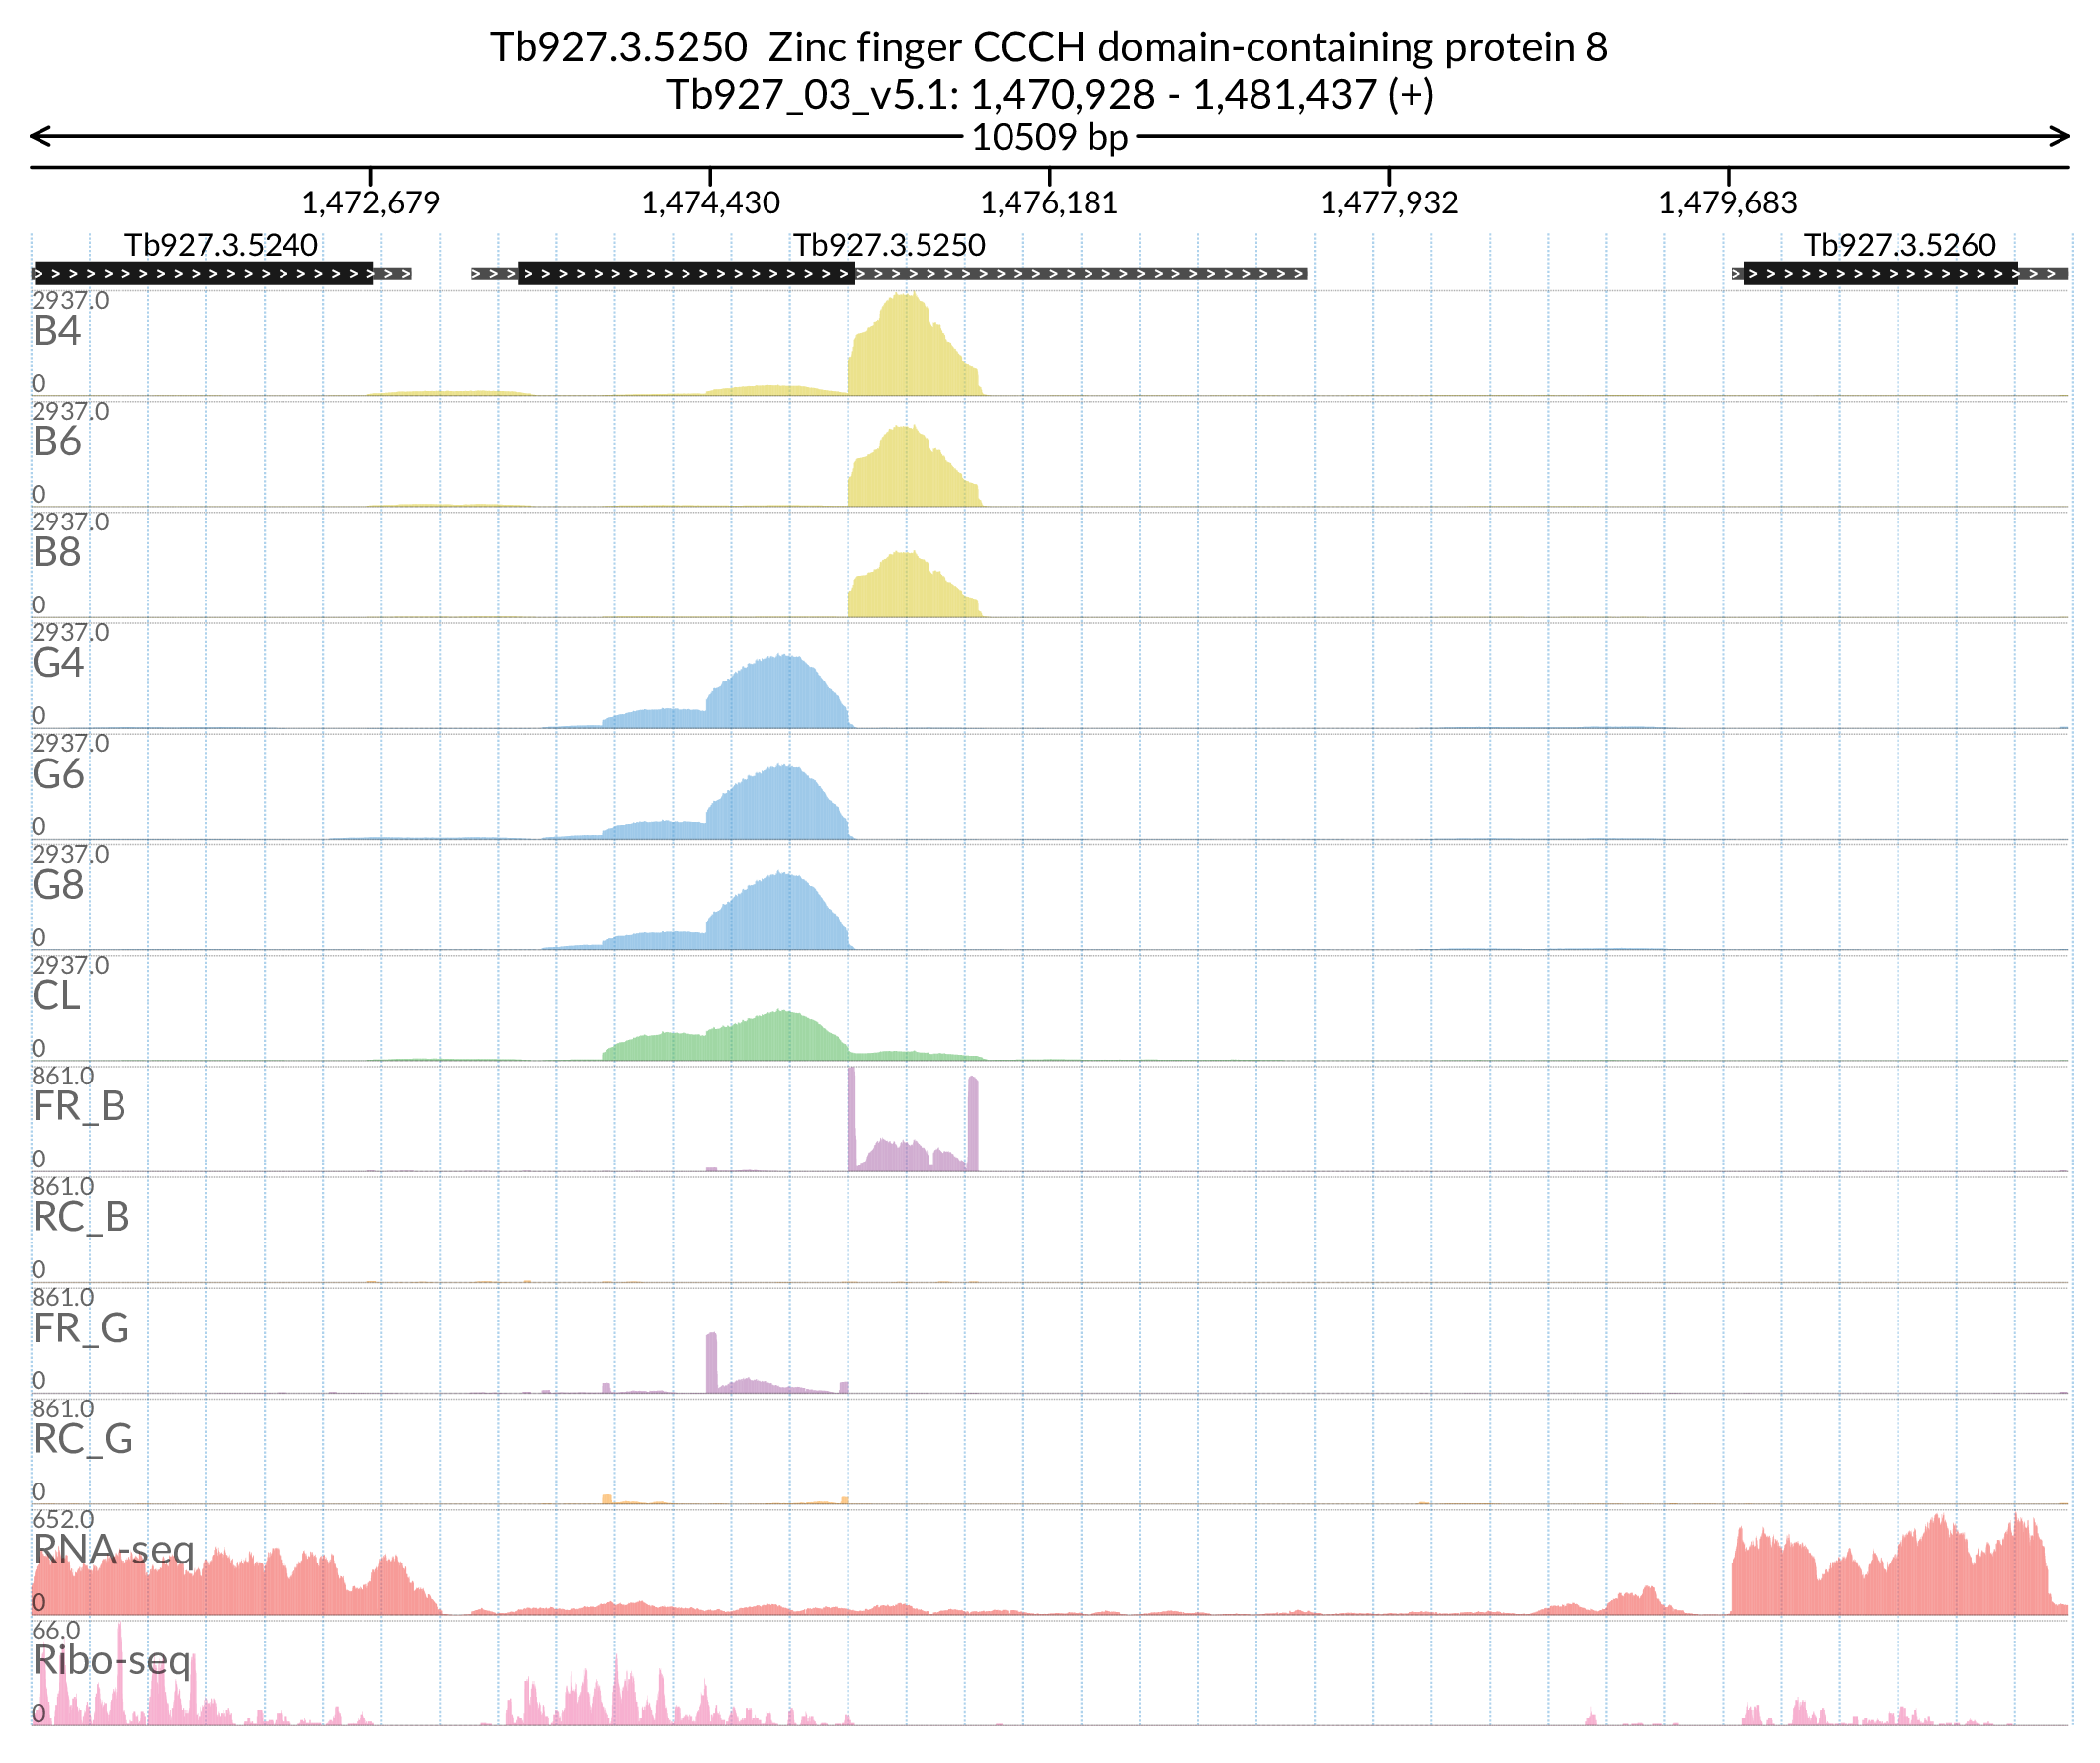 Tb927.3.5250  Zinc finger CCCH domain-containing protein 8
Tb927_03_v5.1: 1,470,928 - 1,481,437 (+)
10509 bp
1,472,679 1,474,430 1,476,181 1,477,932 1,479,683
Tb927.3.5240 Tb927.3.5250 Tb927.3.5260
2937.0
B4
0
2937.0
B6
0
2937.0
B8
0
2937.0
G4
0
2937.0
G6
0
2937.0
G8
0
2937.0
CL
0
861.0
FR_B
0
861.0
RC_B
0
861.0
FR_G
0
861.0
RC_G
0
652.0
RNA-seq
0
66.0
Ribo-seq
0